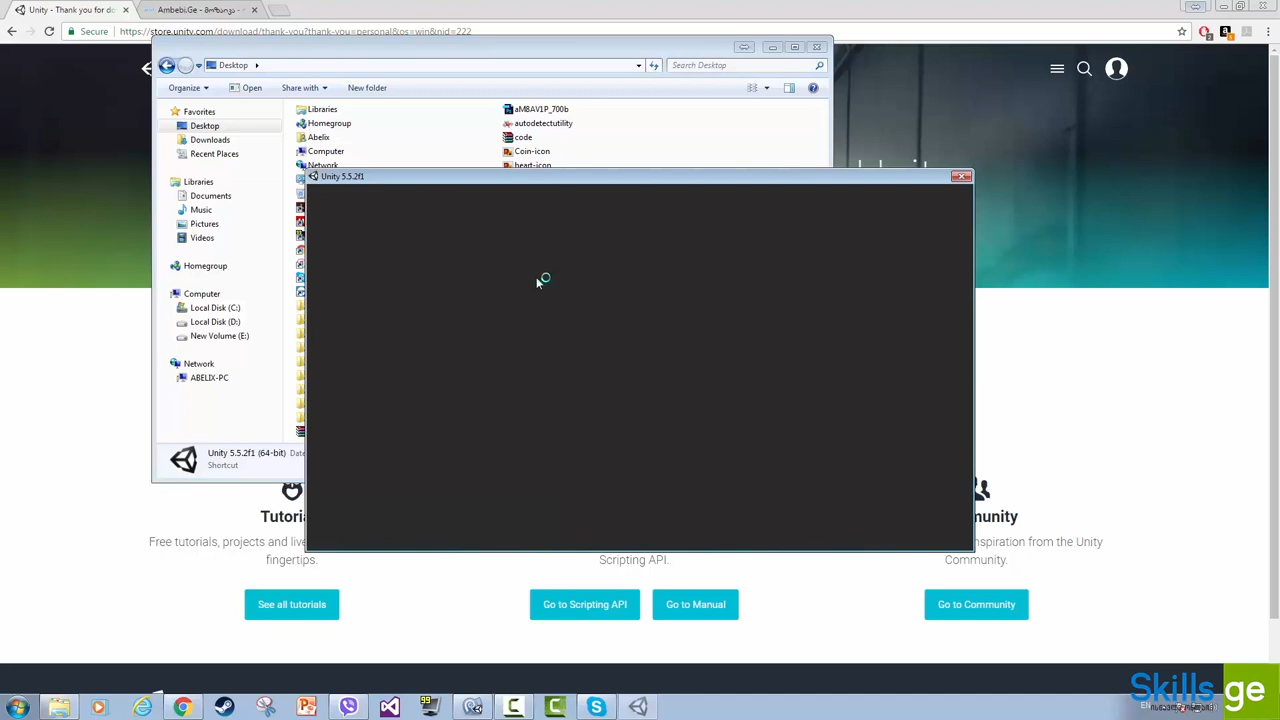 Unity - Thank you for do
Ambebi.Ge -
Secure
https://store.unity.com/download/thank-you?thank-you=personal&os=win&nid=222
Desktop
Search Desktop
Organize
Open
Share with
New folder
Favorites
Desktop
Downloads
Recent Places
Libraries
Documents
Music
Pictures
Videos
Homegroup
Computer
Local Disk (C:)
Local Disk (D:)
New Volume (E:)
Network
ABELIX-PC
Libraries
Homegroup
Abelix
Computer
Network
aM8AV1P_700b
autodetectutility
code
Coin-icon
heart-icon
Unity 5.5.2f1
Unity 5.5.2f1 (64-bit)
Date
Shortcut
Tutoria
Free tutorials, projects and live
fingertips.
See all tutorials
Scripting API.
Go to Scripting API
Go to Manual
munity
nspiration from the Unity
Community.
Go to Community
99
Skills ge